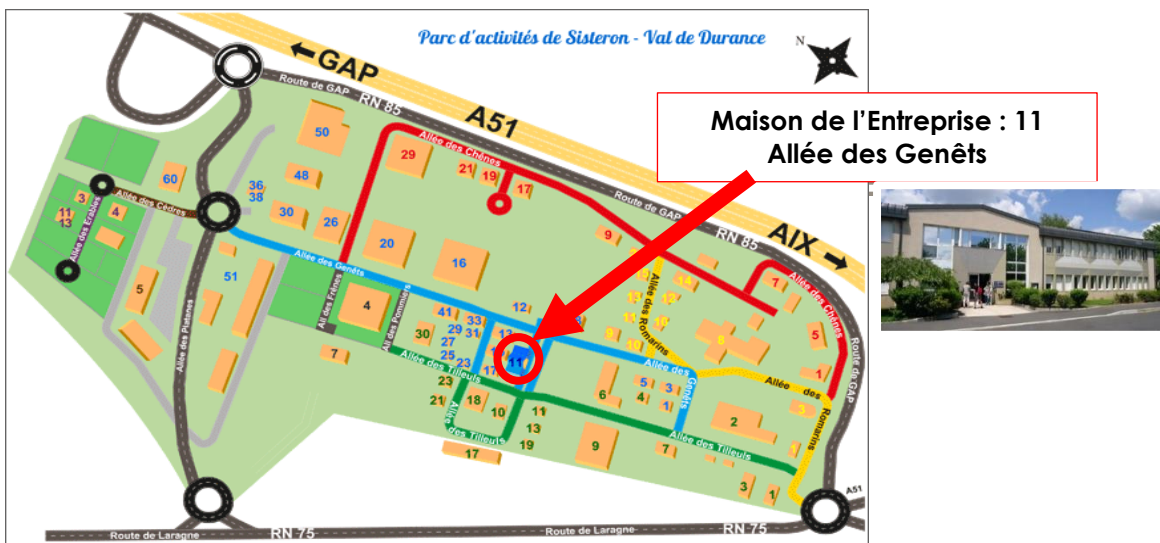 Parc d'activités de Sisteron - Val de Durance
N
GAP
A51
AIX
Route de GAP
RN 85
Route de GAP
RN 85
Route de GAP
Maison de l'Entreprise : 11
Allée des Genêts
Allée des Chênes
Allée des Chênes
Allée des Cèdres
Allée des Erables
Allée des Platanes
Allée des Genêts
Allée des Genêts
Allée des Genêts
All des Frênes
All des Pommiers
Allée des Tilleuls
Allée des Tilleuls
Allée des Tilleuls
Allée des Romarins
Allée des Romarins
50
29
21
19
17
60
48
36
38
30
26
20
16
3
11
13
4
5
51
4
30
7
41
33
29
31
27
25
23
12
13
17
11
9
14
13
12
11
10
9
10
8
7
5
1
6
5
3
4
1
2
3
1
23
21
18
10
11
13
19
17
9
7
3
1
A51
Route de Laragne
RN 75
Route de Laragne
RN 75